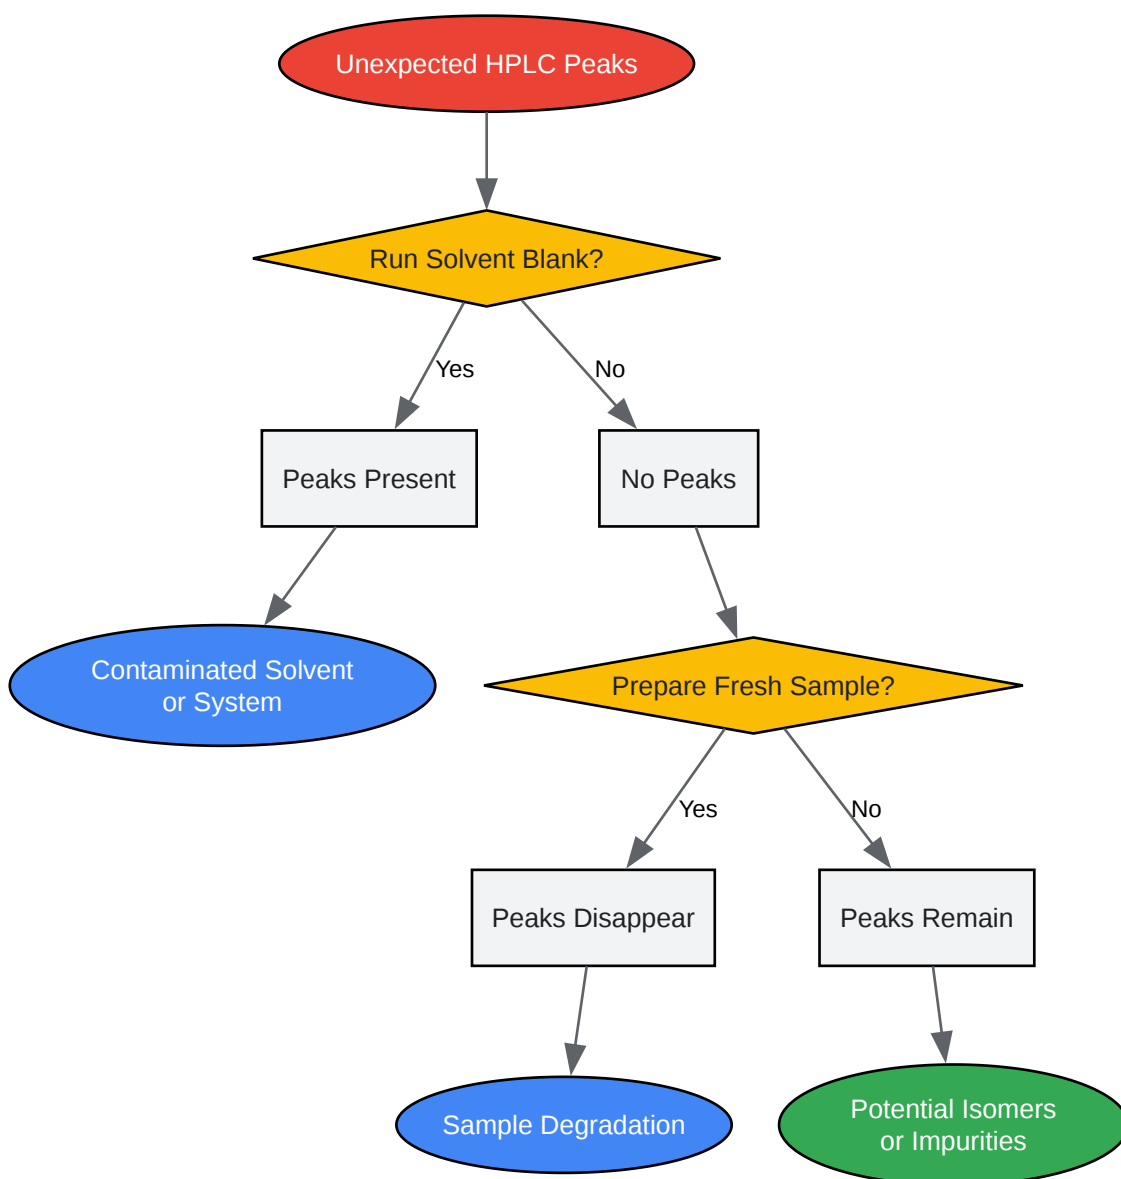 Unexpected HPLC Peaks
Run Solvent Blank?
Yes
No
Peaks Present
No Peaks
Contaminated Solvent
or System
Prepare Fresh Sample?
Yes
No
Peaks Disappear
Peaks Remain
Sample Degradation
Potential Isomers
or Impurities